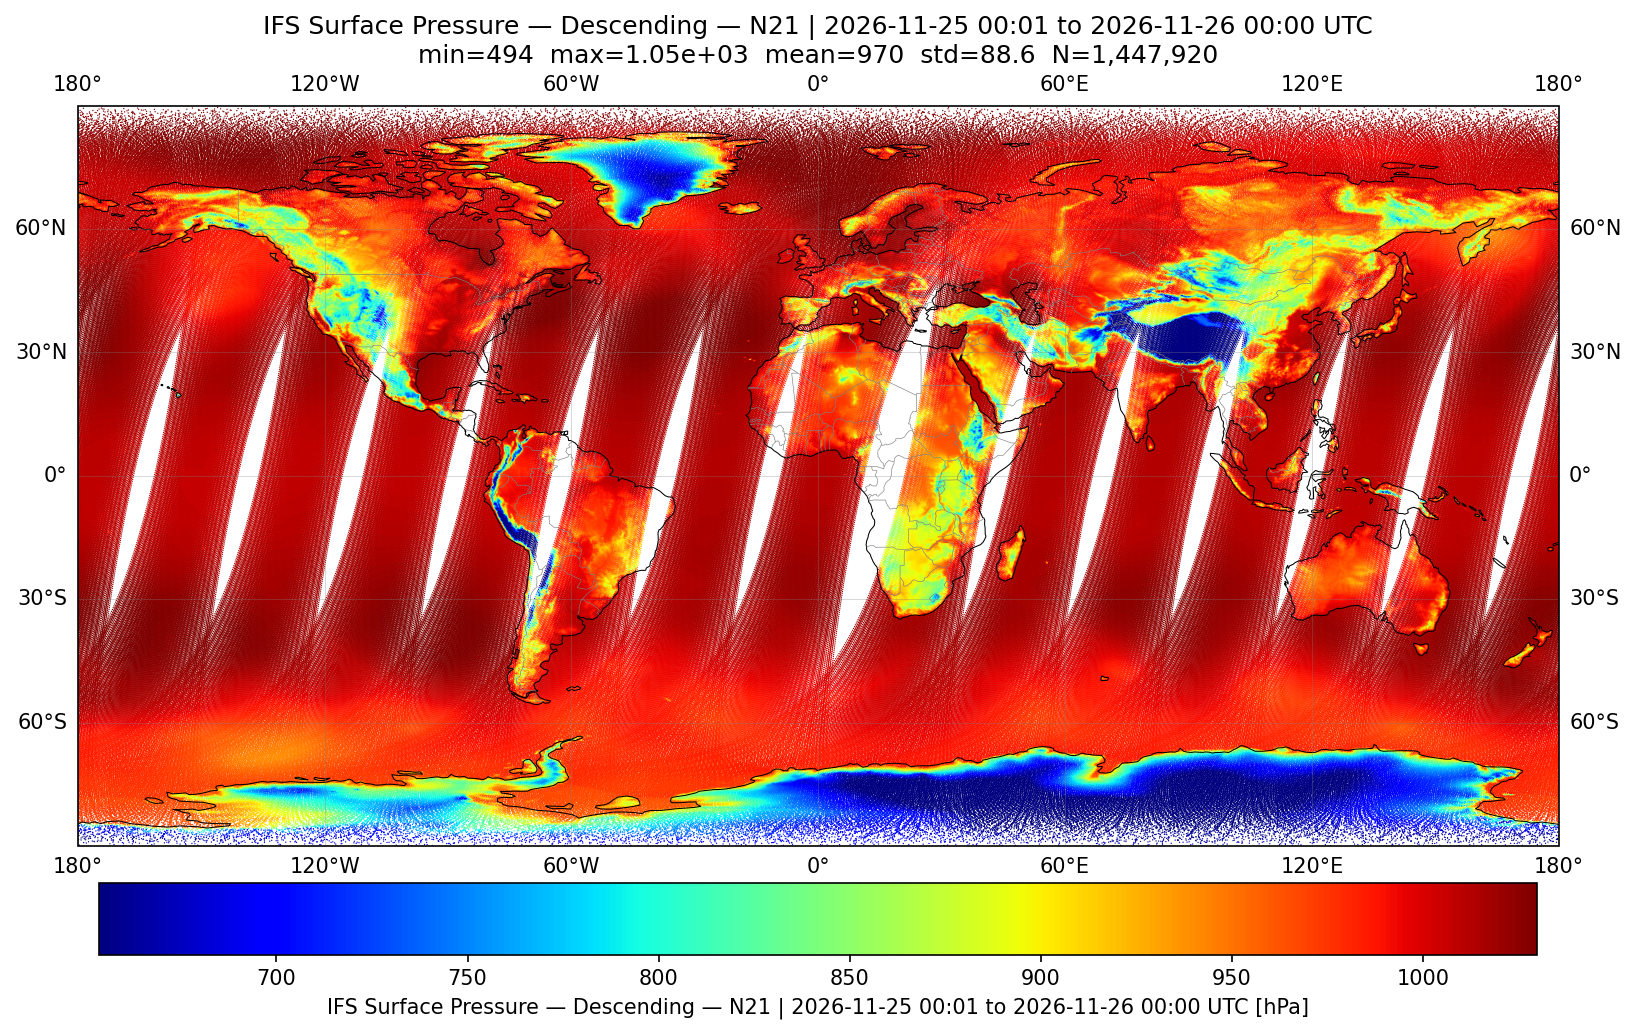 IFS Surface Pressure — Descending — N21 | 2026-11-25 00:01 to 2026-11-26 00:00 UTC
min=494 max=1.05e+03 mean=970 std=88.6 N=1,447,920
180° 120°W 60°W 0° 60°E 120°E 180°
60°N 60°N
30°N 30°N
0° 0°
30°S 30°S
60°S 60°S
180° 120°W 60°W 0° 60°E 120°E 180°
700 750 800 850 900 950 1000
IFS Surface Pressure — Descending — N21 | 2026-11-25 00:01 to 2026-11-26 00:00 UTC [hPa]